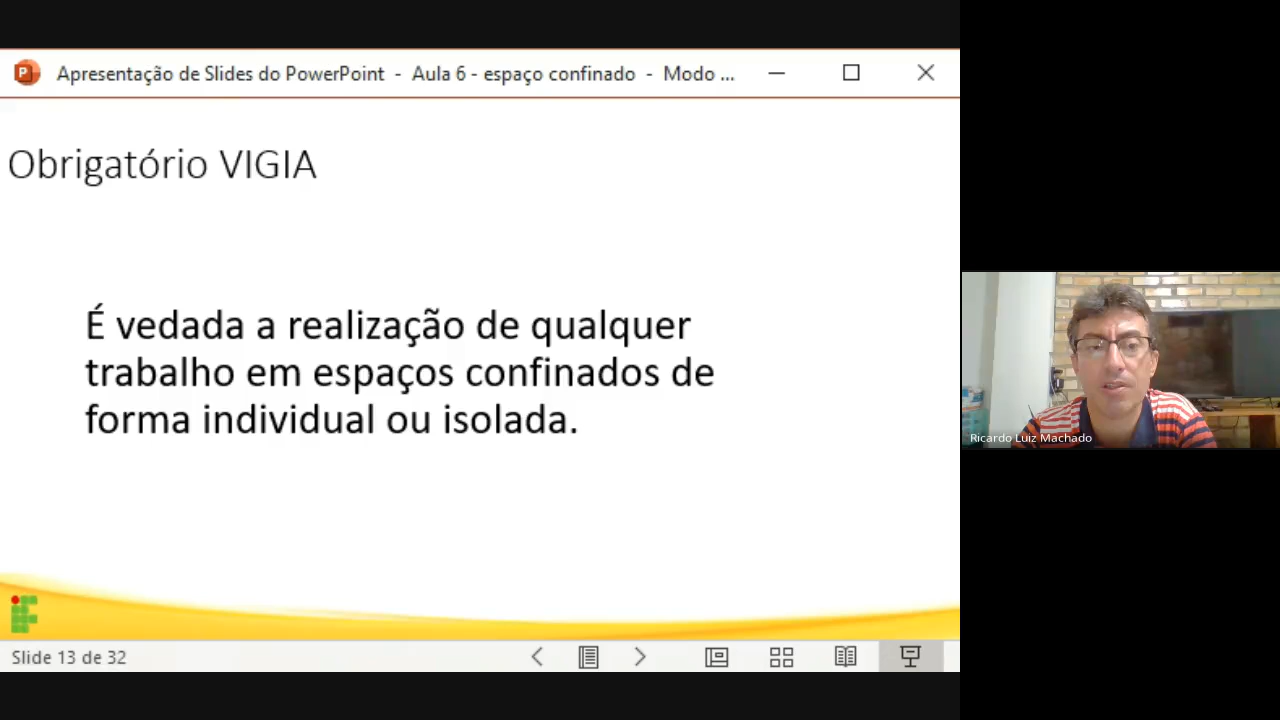 Apresentação de Slides do PowerPoint - Aula 6 - espaço confinado - Modo ...
Obrigatório VIGIA
É vedada a realização de qualquer
trabalho em espaços confinados de
forma individual ou isolada.
Ricardo Luiz Machado
Slide 13 de 32